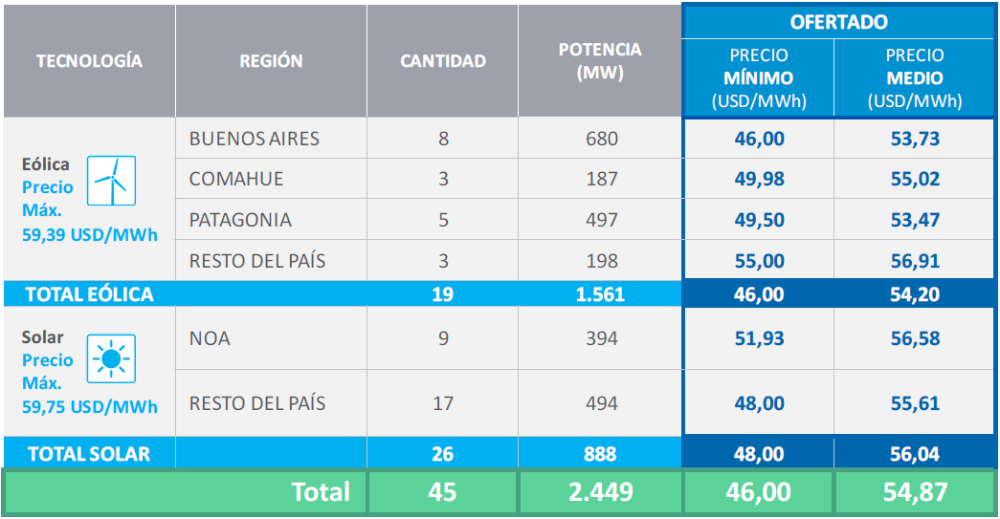 TECNOLOGÍA REGIÓN CANTIDAD POTENCIA (MW) OFERTADO
PRECIO MÍNIMO (USD/MWh) PRECIO MEDIO (USD/MWh)
Eólica
Precio
Máx.
59,39 USD/MWh
BUENOS AIRES 8 680 46,00 53,73
COMAHUE 3 187 49,98 55,02
PATAGONIA 5 497 49,50 53,47
RESTO DEL PAÍS 3 198 55,00 56,91
TOTAL EÓLICA 19 1.561 46,00 54,20
Solar
Precio
Máx.
59,75 USD/MWh
NOA 9 394 51,93 56,58
RESTO DEL PAÍS 17 494 48,00 55,61
TOTAL SOLAR 26 888 48,00 56,04
Total 45 2.449 46,00 54,87